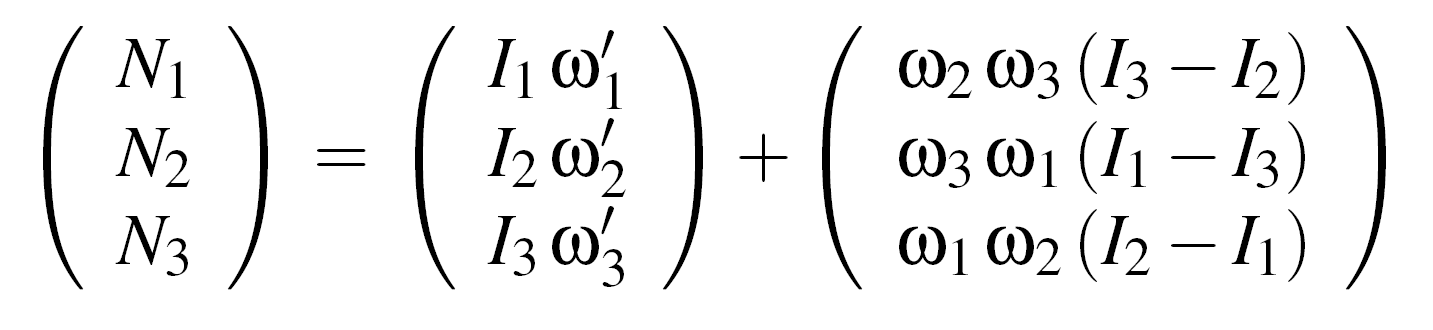 N₁ I₁ ω′₁ ω₂ ω₃ (I₃ − I₂)
N₂ = I₂ ω′₂ + ω₃ ω₁ (I₁ − I₃)
N₃ I₃ ω′₃ ω₁ ω₂ (I₂ − I₁)